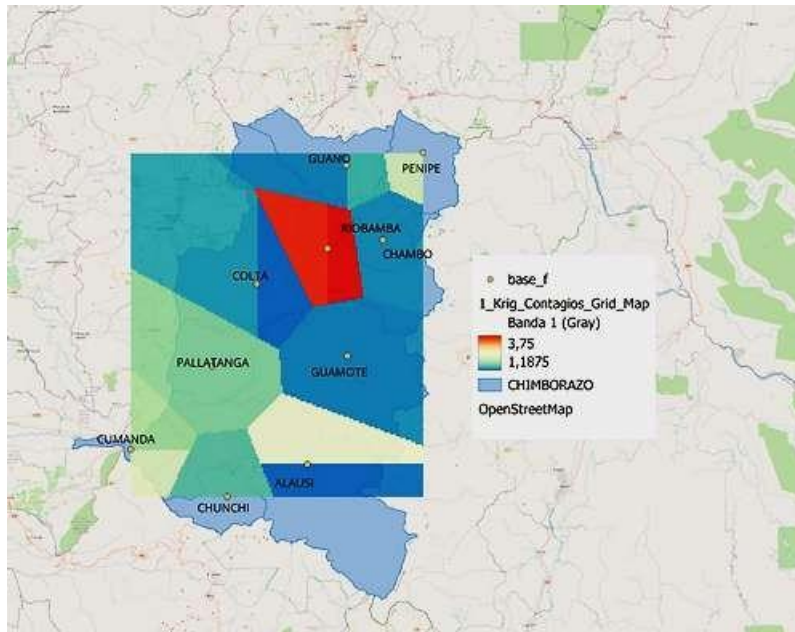 GUANO
PENIPE
RIOBAMBA
CHAMBO
COLTA
PALLATANGA
GUAMOTE
CUMANDA
ALAUSI
CHUNCHI
base_f
1_Krig_Contagios_Grid_Map
Banda 1 (Gray)
3,75
1,1875
CHIMBORAZO
OpenStreetMap